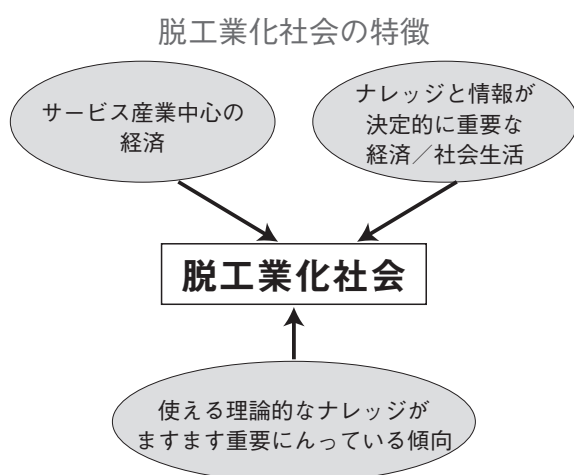 脱工業化社会の特徴
サービス産業中心の
経済
ナレッジと情報が
決定的に重要な
経済／社会生活
脱工業化社会
使える理論的なナレッジが
ますます重要にんっている傾向